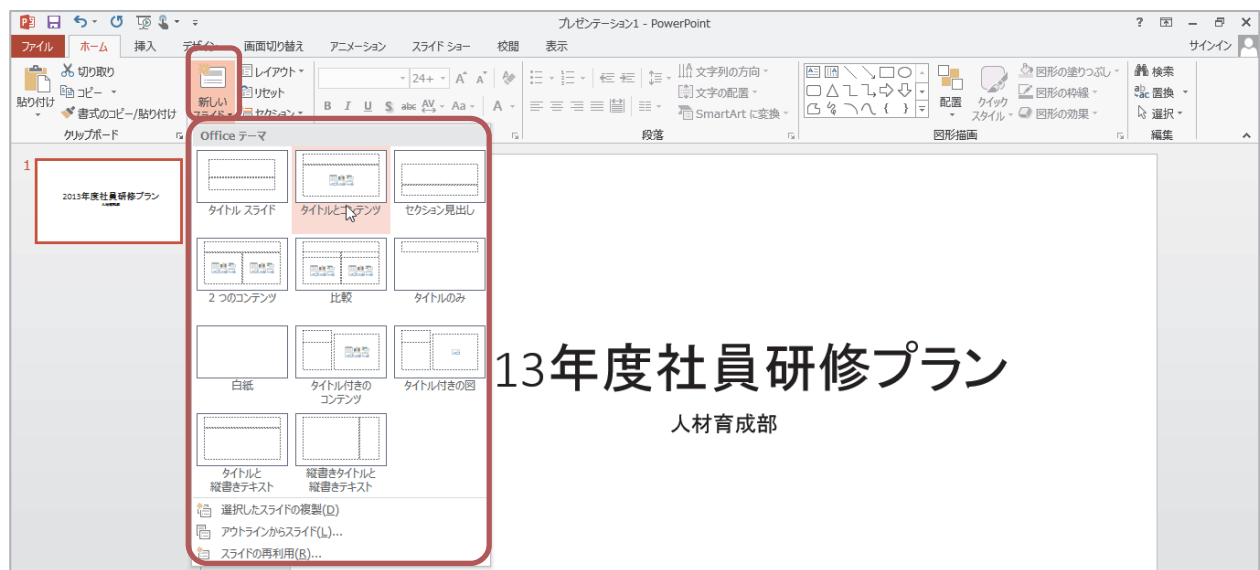 プレゼンテーション1 - PowerPoint
ファイル ホーム 挿入 デザイン 画面切り替え アニメーション スライド ショー 校閲 表示 サインイン
貼り付け
切り取り
コピー
書式のコピー/貼り付け
クリップボード
新しい
スライド
レイアウト
リセット
セクション
24+
B I U S abc AV Aa A
文字列の方向
文字の配置
SmartArt に変換
段落
配置
クイック
スタイル
図形の塗りつぶし
図形の枠線
図形の効果
図形描画
検索
置換
選択
編集
1
2013年度社員研修プラン
Office テーマ
タイトル スライド
タイトルとコンテンツ
セクション見出し
2 つのコンテンツ
比較
タイトルのみ
白紙
タイトル付きの
コンテンツ
タイトル付きの図
タイトルと
縦書きテキスト
縦書きタイトルと
縦書きテキスト
選択したスライドの複製(D)
アウトラインからスライド(L)...
スライドの再利用(R)...
13年度社員研修プラン
人材育成部